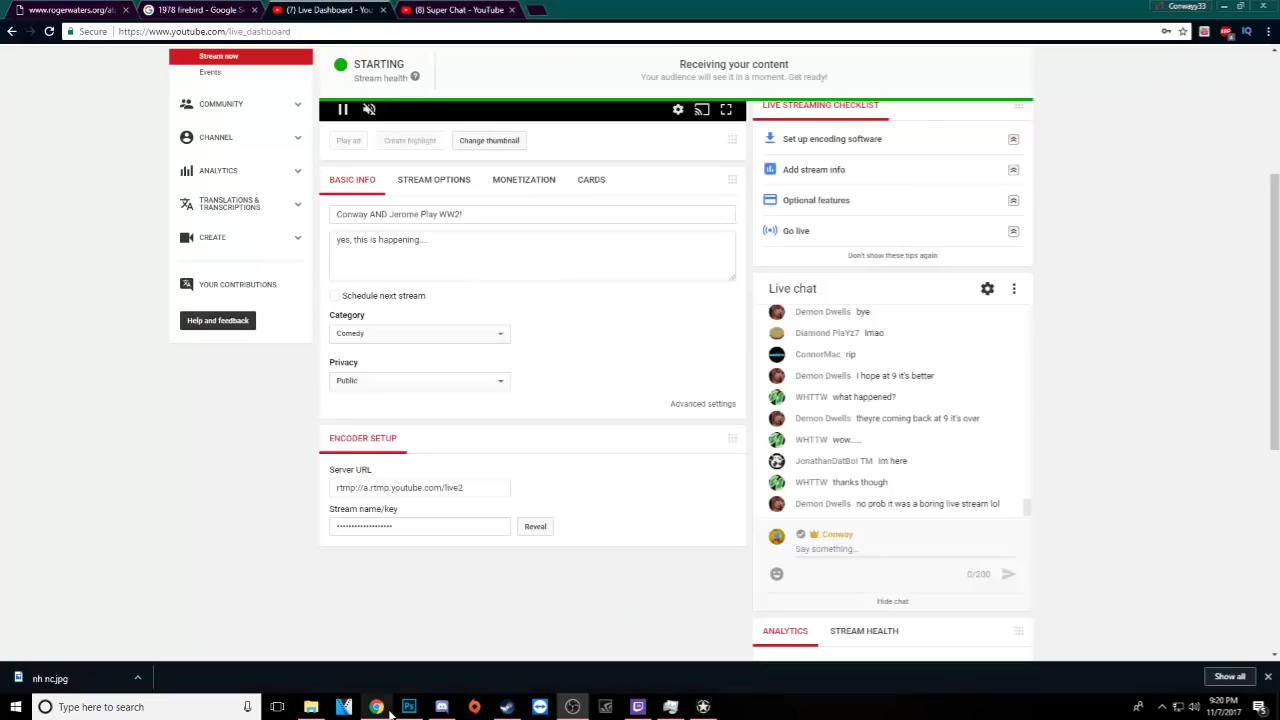 www.rogerwaters.org/at
1978 firebird - Google S
(7) Live Dashboard - You
(8) Super Chat - YouTube
Conwayy33
Secure
https://www.youtube.com/live_dashboard
Stream now
Events
COMMUNITY
CHANNEL
ANALYTICS
TRANSLATIONS &
TRANSCRIPTIONS
CREATE
YOUR CONTRIBUTIONS
Help and feedback
STARTING
Stream health
Receiving your content
Your audience will see it in a moment. Get ready!
Play ad
Create highlight
Change thumbnail
BASIC INFO
STREAM OPTIONS
MONETIZATION
CARDS
Conway AND Jerome Play WW2!
yes, this is happening....
Schedule next stream
Category
Comedy
Privacy
Public
Advanced settings
ENCODER SETUP
Server URL
rtmp://a.rtmp.youtube.com/live2
Stream name/key
•••••••••••••••••••
Reveal
LIVE STREAMING CHECKLIST
Set up encoding software
Add stream info
Optional features
Go live
Don't show these tips again
Live chat
Demon Dwells bye
Diamond PlaYz7 lmao
ConnorMac rip
Demon Dwells I hope at 9 it's better
WHTTW what happened?
Demon Dwells theyre coming back at 9 it's over
WHTTW wow.....
JonathanDatBoi TM Im here
WHTTW thanks though
Demon Dwells no prob it was a boring live stream lol
Conway
Say something...
0/200
Hide chat
ANALYTICS
STREAM HEALTH
nh nc.jpg
Show all
Type here to search
9:20 PM
11/7/2017